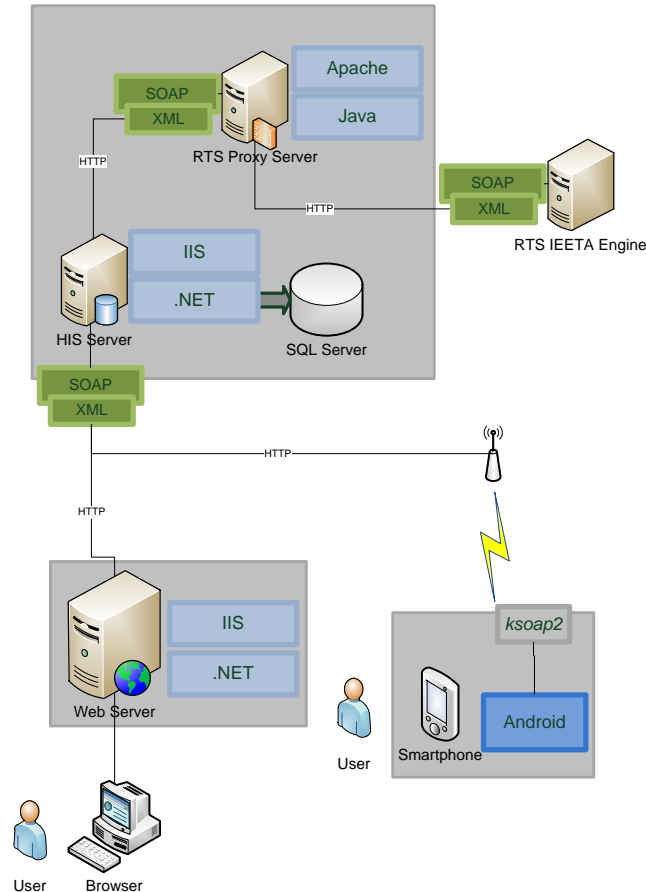 Apache
SOAP
XML
Java
RTS Proxy Server
HTTP
SOAP
XML
HTTP
RTS IEETA Engine
IIS
.NET
HIS Server
SQL Server
SOAP
XML
HTTP
HTTP
IIS
.NET
Web Server
ksoap2
Android
Smartphone
User
User
Browser